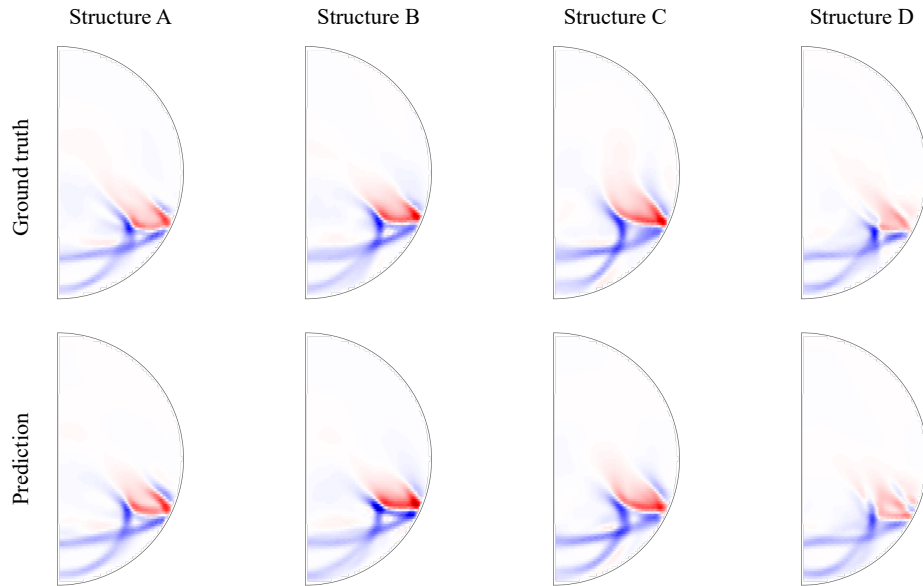 Structure A
Structure B
Structure C
Structure D
Ground truth
Prediction